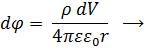 dφ = ρ dV / 4πεε₀r ⟶